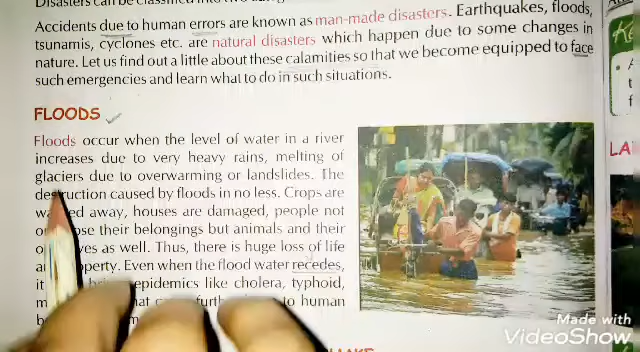 Disasters can be classified into two
Accidents due to human errors are known as man-made disasters. Earthquakes, floods,
tsunamis, cyclones etc. are natural disasters which happen due to some changes in
nature. Let us find out a little about these calamities so that we become equipped to face
such emergencies and learn what to do in such situations.
FLOODS
Floods occur when the level of water in a river
increases due to very heavy rains, melting of
glaciers due to overwarming or landslides. The
destruction caused by floods in no less. Crops are
away, houses are damaged, people not
their belongings but animals and their
as well. Thus, there is huge loss of life
Even when the flood water recedes,
it epidemics like cholera, typhoid,
to human
LA
Made with
VideoShow